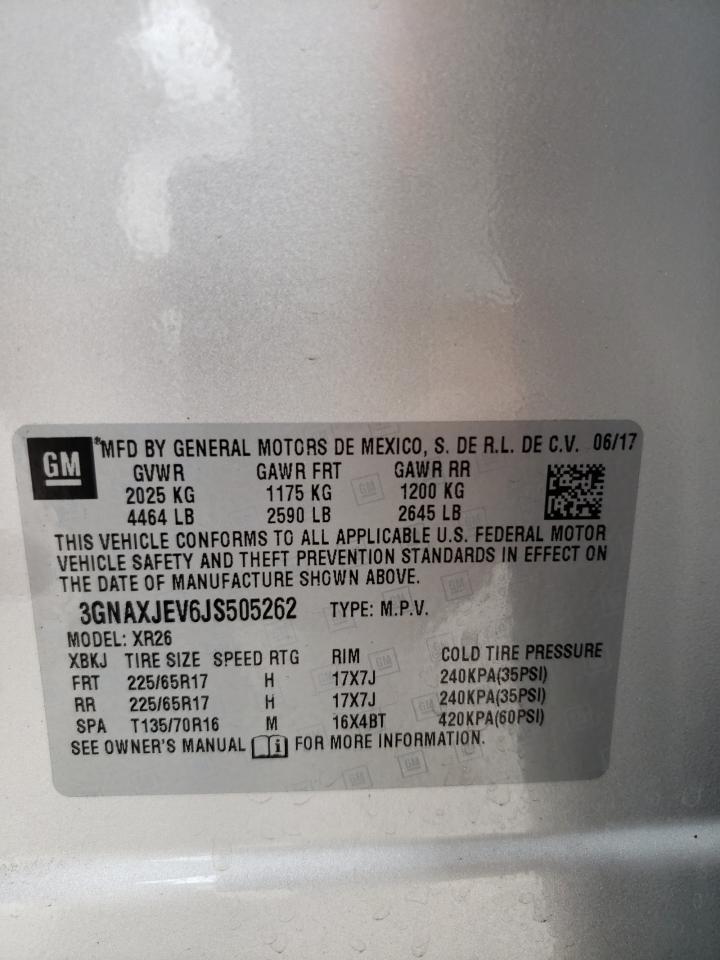 GM ®MFD BY GENERAL MOTORS DE MEXICO, S. DE R.L. DE C.V. 06/17
GVWR GAWR FRT GAWR RR
2025 KG 1175 KG 1200 KG
4464 LB 2590 LB 2645 LB
THIS VEHICLE CONFORMS TO ALL APPLICABLE U.S. FEDERAL MOTOR
VEHICLE SAFETY AND THEFT PREVENTION STANDARDS IN EFFECT ON
THE DATE OF MANUFACTURE SHOWN ABOVE.
3GNAXJEV6JS505262 TYPE: M.P.V.
MODEL: XR26
XBKJ TIRE SIZE SPEED RTG RIM COLD TIRE PRESSURE
FRT 225/65R17 H 17X7J 240KPA(35PSI)
RR 225/65R17 H 17X7J 240KPA(35PSI)
SPA T135/70R16 M 16X4BT 420KPA(60PSI)
SEE OWNER'S MANUAL i FOR MORE INFORMATION.